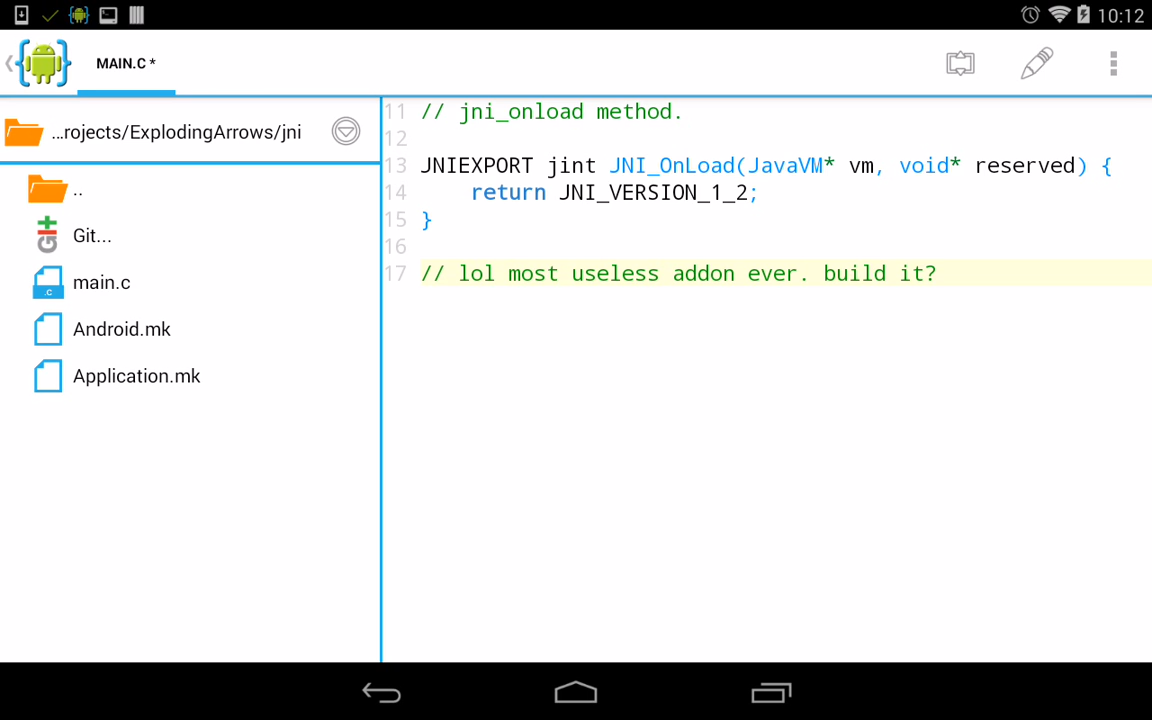 10:12
MAIN.C *
...rojects/ExplodingArrows/jni
..
Git...
main.c
.c
Android.mk
Application.mk
11 // jni_onload method.
12
13 JNIEXPORT jint JNI_OnLoad(JavaVM* vm, void* reserved) {
14     return JNI_VERSION_1_2;
15 }
16
17 // lol most useless addon ever. build it?